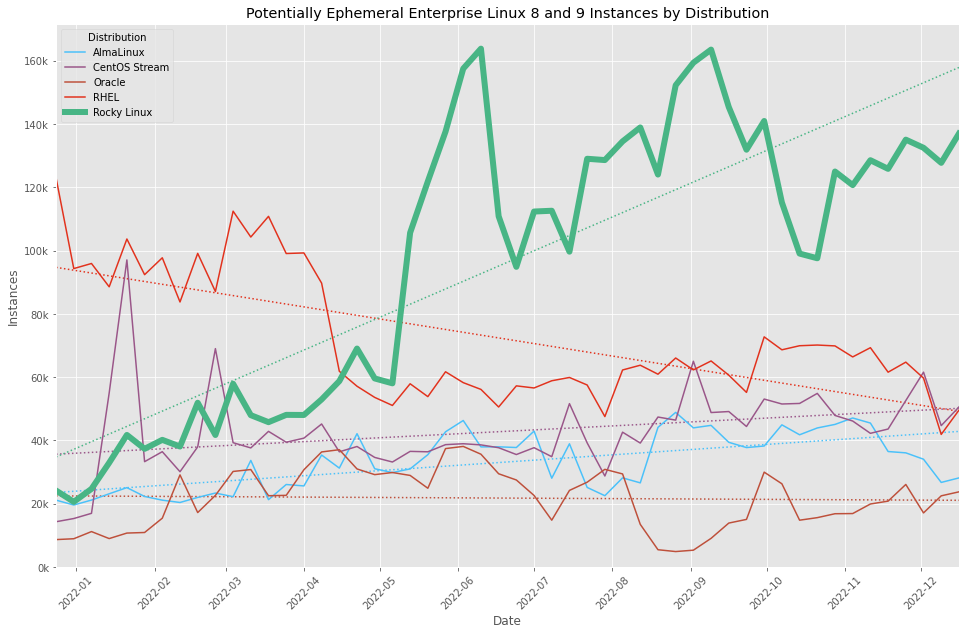 Potentially Ephemeral Enterprise Linux 8 and 9 Instances by Distribution
Distribution
AlmaLinux
CentOS Stream
Oracle
RHEL
Rocky Linux
160k
140k
120k
100k
80k
60k
40k
20k
0k
Instances
2022-01
2022-02
2022-03
2022-04
2022-05
2022-06
2022-07
2022-08
2022-09
2022-10
2022-11
2022-12
Date